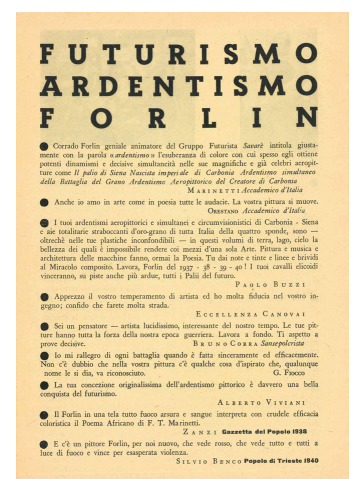 FUTURISMO
ARDENTISMO
FORLIN
● Corrado Forlin geniale animatore del Gruppo Futurista Savarè intitola giusta-
mente con la parola «ardentismo» l'esuberanza di colore con cui spesso egli ottiene
potenti dinamismi e decisive simultaneità nelle sue magnifiche e già celebri aeropit-
ture come Il palio di Siena Nascita imperiale di Carbonia Ardentismo simultaneo
della Battaglia del Grano Ardentismo Aeropittorico del Creatore di Carbonia
MARINETTI Accademico d'Italia
● Anche io amo in arte come in poesia tutte le audacie. La vostra pittura si muove.
ORESTANO Accademico d'Italia
● I tuoi ardentismi aeropittorici e simultanei e circumvisionistici di Carbonia - Siena
e aie totalitarie straboccanti d'oro-grano di tutta Italia della quattro sponde, sono —
oltrechè nelle tue plastiche inconfondibili — in questi volumi di terra, lago, cielo la
bellezza dei quali è impossibile rendere coi mezzi d'una sola Arte. Pittura e musica e
architettura delle macchine fanno, ormai la Poesia. Tu dai note e tinte e linee e brividi
al Miracolo composito. Lavora, Forlin del 1937 - 38 - 39 - 40! I tuoi cavalli elicoidi
vinceranno, su piste anche più ardue, tutti i Palii del futuro.
PAOLO BUZZI
● Apprezzo il vostro temperamento di artista ed ho molta fiducia nel vostro in-
gegno; confido che farete molta strada.
ECCELLENZA CANOVAI
● Sei un pensatore — artista lucidissimo, interessante del nostro tempo. Le tue pit-
ture hanno tutta la forza della nostra epoca guerriera. Lavora a fondo. Ti aspetto a
prove decisive. BRUNO CORRA Sansepolcrista
● Io mi rallegro di ogni battaglia quando è fatta sinceramente ed efficacemente.
Non c'è dubbio che nella vostra pittura c'è qualche cosa d'ispirato che, qualunque
nome le si dia, va riconosciuto. G. FIOCCO
● La tua concezione originalissima dell'ardentismo pittorico è davvero una bella
conquista del futurismo.
ALBERTO VIVIANI
● Il Forlin in una tela tutto fuoco arsura e sangue interpreta con crudele efficacia
coloristica il Poema Africano di F. T. Marinetti.
ZANZI Gazzetta del Popolo 1938
● E c'è un pittore Forlin, per noi nuovo, che vede rosso, che vede tutto e tutti a
luce di fuoco e vince per esasperata violenza.
SILVIO BENCO Popolo di Trieste 1940